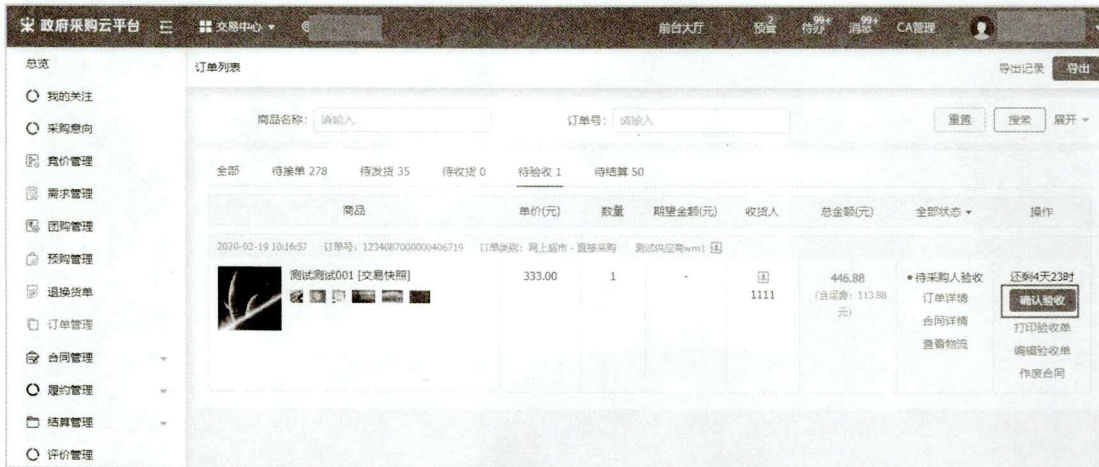 政府采购云平台 交易中心 前台大厅 预警 2 待办 99+ 消息 99+ CA管理
总览
我的关注
采购意向
竞价管理
需求管理
团购管理
预购管理
退换货单
订单管理
合同管理
履约管理
结算管理
评价管理
订单列表 导出记录 导出
商品名称: 请输入 订单号: 请输入 重置 搜索 展开
全部 待接单 278 待发货 35 待收货 0 待验收 1 待结算 50
商品 单价(元) 数量 期望金额(元) 收货人 总金额(元) 全部状态 操作
2020-02-19 10:16:57 订单号: 1234087000000406719 订单类别: 网上超市 - 直接采购 测试供应商wm1
测试测试001 [交易快照] 333.00 1 - 1111 446.88 (含运费: 113.88元)
待采购人验收
订单详情
合同详情
查看物流
还剩4天23时
确认验收
打印验收单
编辑验收单
作废合同